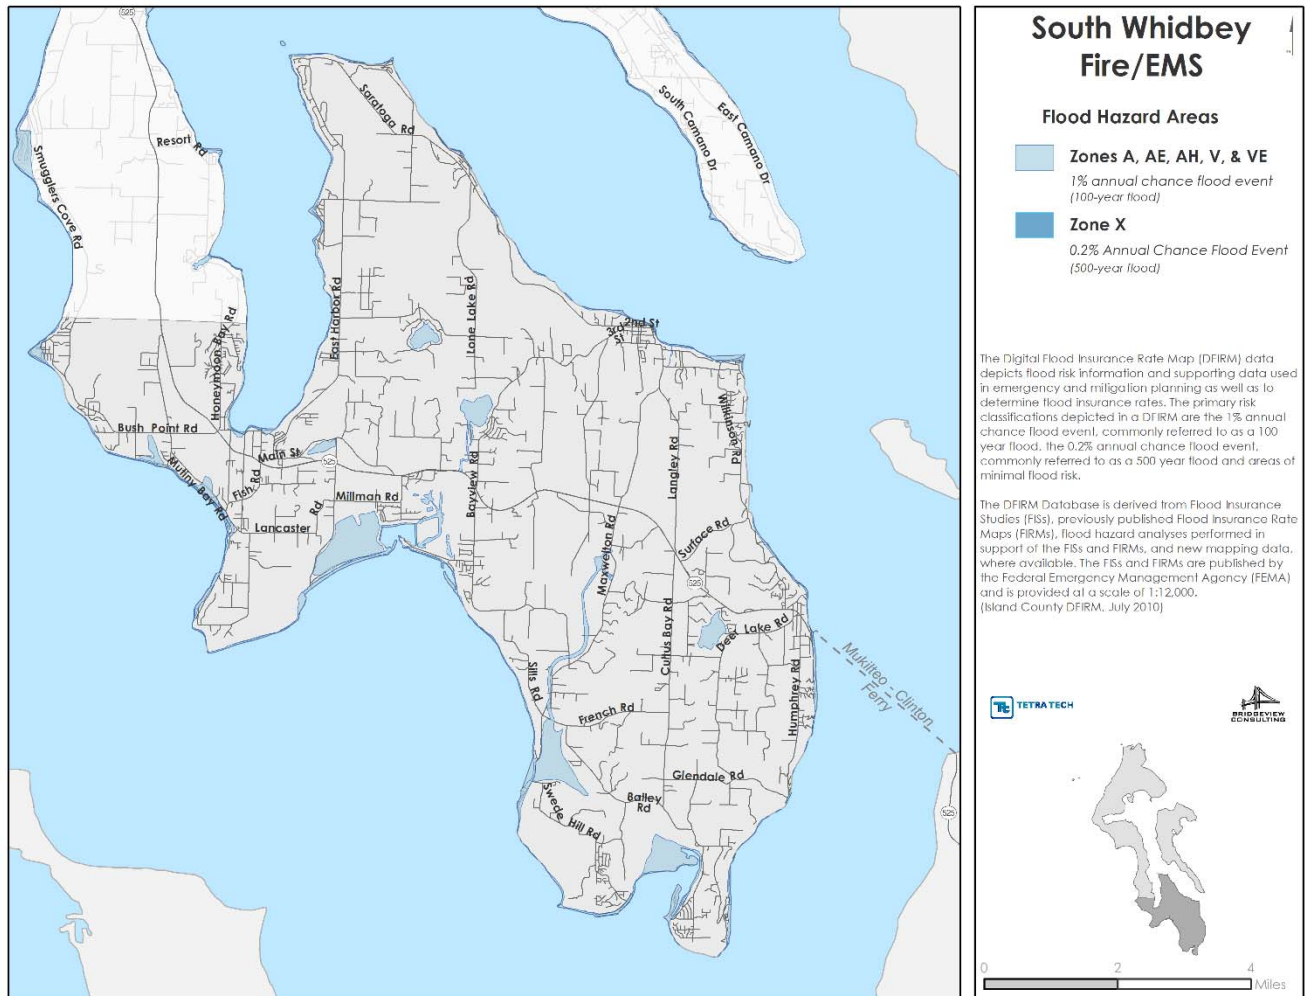 South Whidbey
Fire/EMS
Flood Hazard Areas
Zones A, AE, AH, V, & VE
1% annual chance flood event
(100-year flood)
Zone X
0.2% Annual Chance Flood Event
(500-year flood)
The Digital Flood Insurance Rate Map (DFIRM) data
depicts flood risk information and supporting data used
in emergency and mitigation planning as well as to
determine flood insurance rates. The primary risk
classifications depicted in a DFIRM are the 1% annual
chance flood event, commonly referred to as a 100
year flood, the 0.2% annual chance flood event,
commonly referred to as a 500 year flood and areas of
minimal flood risk.
The DFIRM Database is derived from Flood Insurance
Studies (FISs), previously published Flood Insurance Rate
Maps (FIRMs), flood hazard analyses performed in
support of the FISs and FIRMs, and new mapping data,
where available. The FISs and FIRMs are published by
the Federal Emergency Management Agency (FEMA)
and is provided at a scale of 1:12,000.
(Island County DFIRM, July 2010)
TETRA TECH
BRIDGEVIEW
CONSULTING
0 2 4
Miles
525
Saratoga Rd
South Camano Dr
East Camano Dr
Resort Rd
Smugglers Cove Rd
Honeymoon Bay Rd
East Harbor Rd
Lone Lake Rd
2nd St
3rd St
Wilkinson Rd
Bush Point Rd
Main St
525
Fish Rd
Mutiny Bay Rd
Millman Rd
Lancaster Rd
Bayview Rd
Langley Rd
Maxwelton Rd
Surface Rd
525
Cultus Bay Rd
Deer Lake Rd
Humphrey Rd
Mukilteo - Clinton
Ferry
Sills Rd
French Rd
Glendale Rd
Bailey
Rd
Swede Hill Rd
525